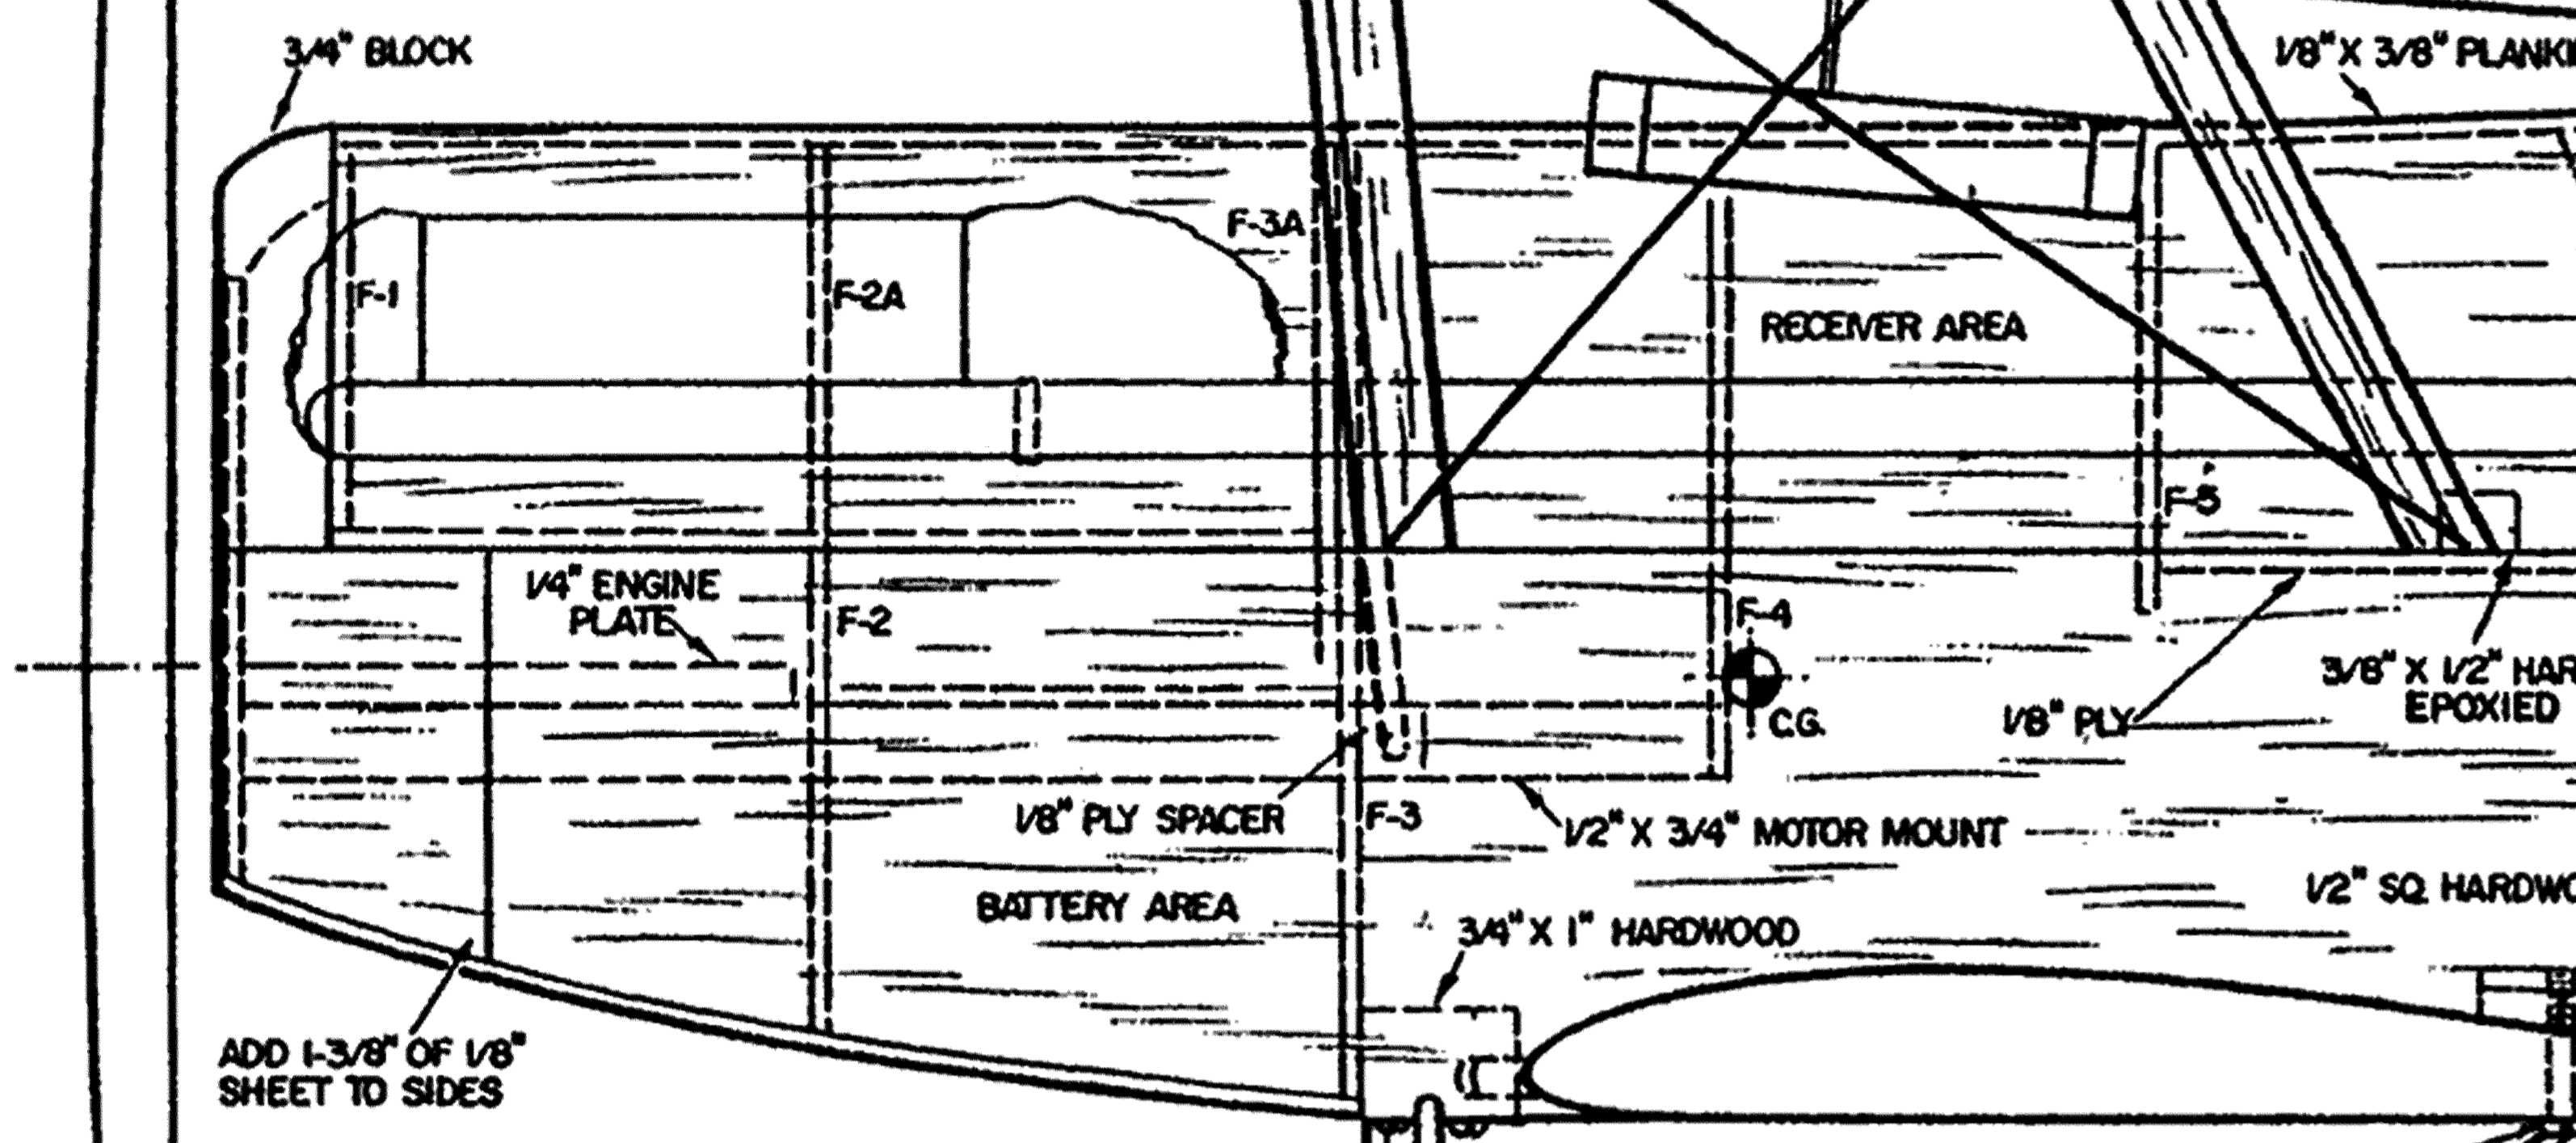 3/4" BLOCK
1/8" X 3/8"
F-3A
F-1
F-2A
RECEIVER AREA
F-5
1/4" ENGINE
PLATE
F-2
F-4
3/8" X 1/2"
EPOXIED
C.G.
1/8" PLY
1/8" PLY SPACER
F-3
1/2" X 3/4" MOTOR MOUNT
BATTERY AREA
1/2" SQ.
3/4" X 1" HARDWOOD
ADD 1-3/8" OF 1/8"
SHEET TO SIDES